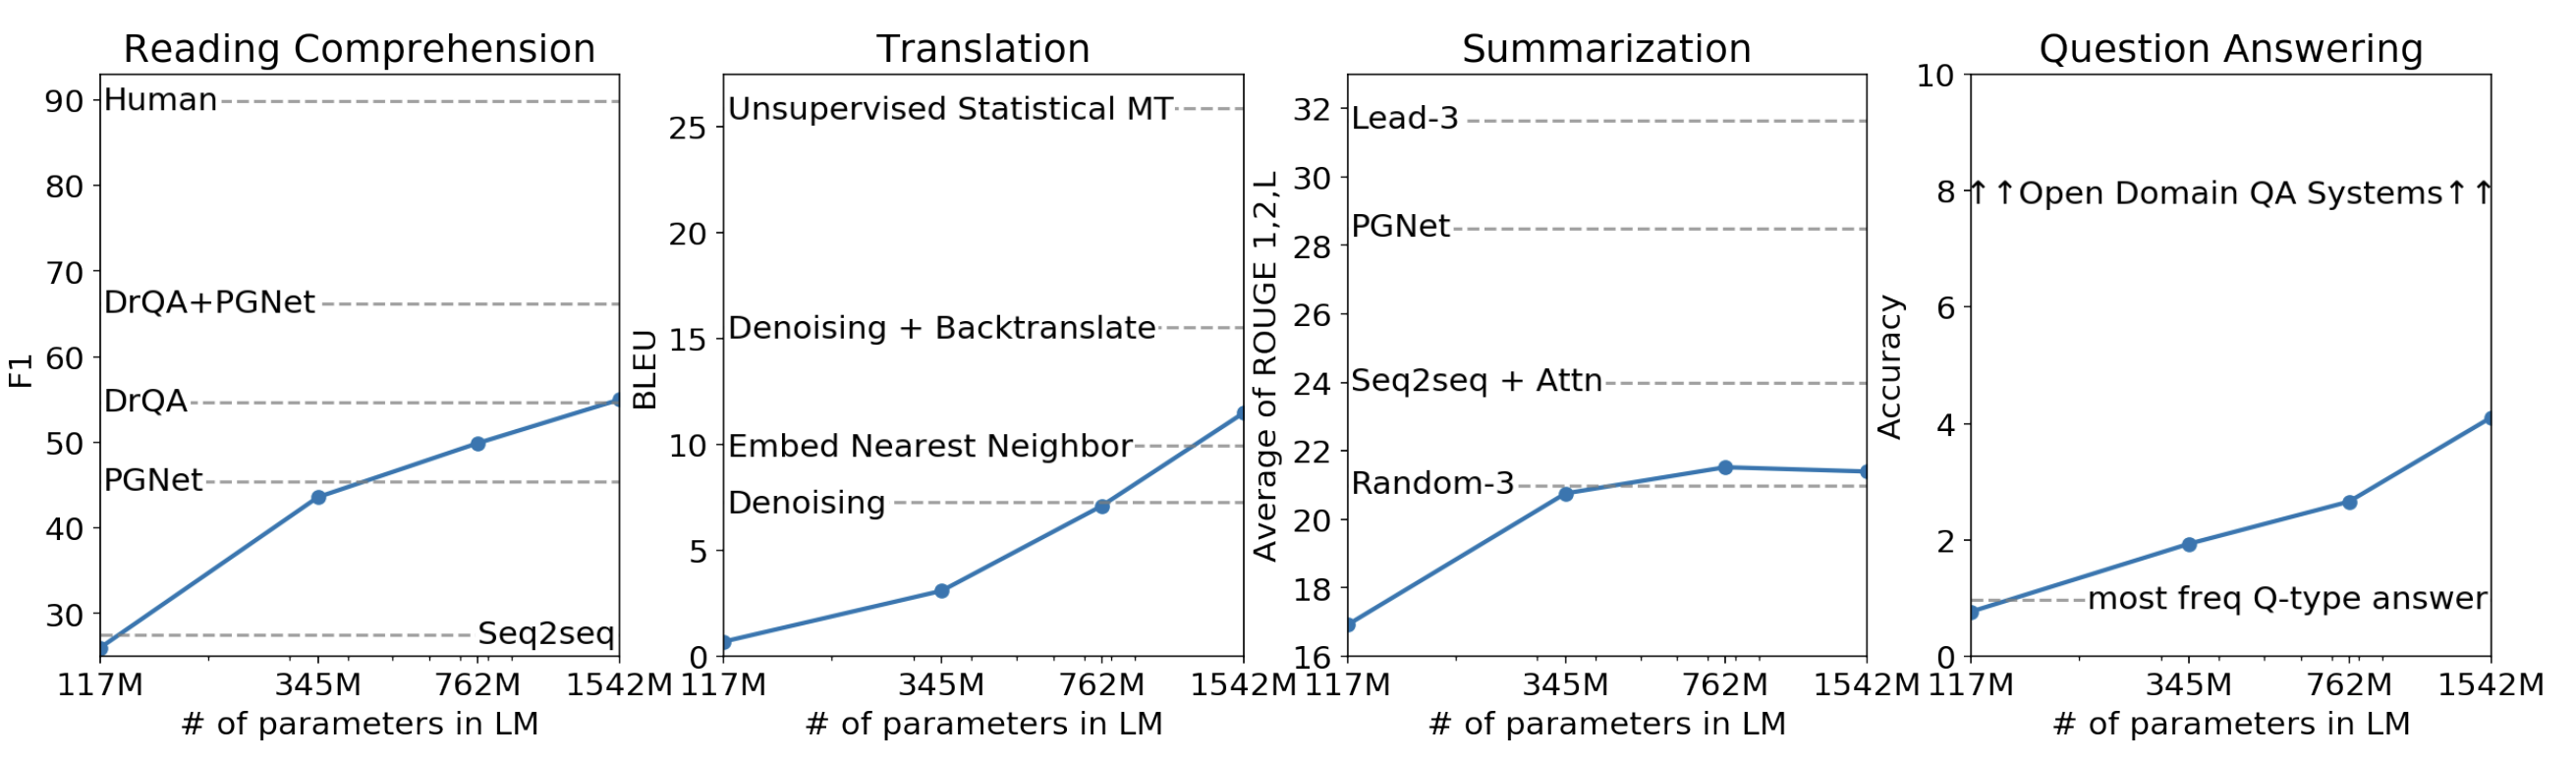 Reading Comprehension
90
80
70
60
50
40
30
F1
Human
DrQA+PGNet
DrQA
PGNet
Seq2seq
117M 345M 762M 1542M
# of parameters in LM
Translation
25
20
15
10
5
0
BLEU
Unsupervised Statistical MT
Denoising + Backtranslate
Embed Nearest Neighbor
Denoising
117M 345M 762M 1542M
# of parameters in LM
Summarization
32
30
28
26
24
22
20
18
16
Average of ROUGE 1,2,L
Lead-3
PGNet
Seq2seq + Attn
Random-3
117M 345M 762M 1542M
# of parameters in LM
Question Answering
10
8
6
4
2
0
Accuracy
↑↑Open Domain QA Systems↑↑
most freq Q-type answer
117M 345M 762M 1542M
# of parameters in LM